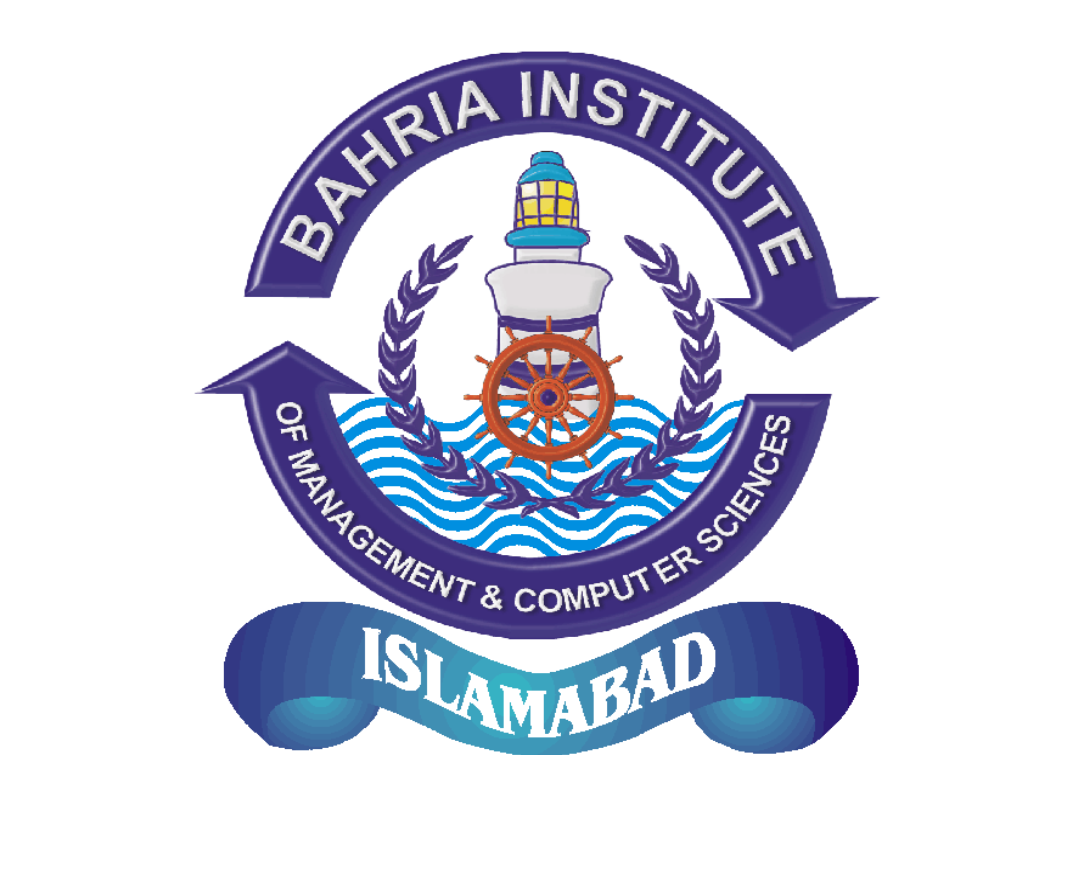 BAHRIA INSTITUTE
OF MANAGEMENT & COMPUTER SCIENCES
ISLAMABAD